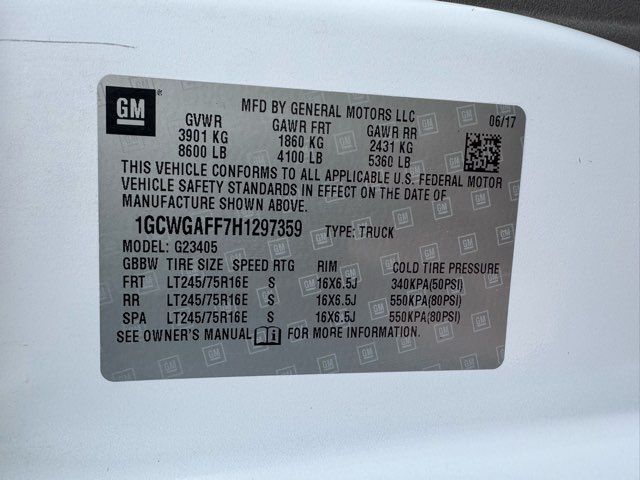 GM ®
MFD BY GENERAL MOTORS LLC 06/17
GVWR GAWR FRT GAWR RR
3901 KG 1860 KG 2431 KG
8600 LB 4100 LB 5360 LB
THIS VEHICLE CONFORMS TO ALL APPLICABLE U.S. FEDERAL MOTOR
VEHICLE SAFETY STANDARDS IN EFFECT ON THE DATE OF
MANUFACTURE SHOWN ABOVE.
1GCWGAFF7H1297359 TYPE: TRUCK
MODEL: G23405
GBBW TIRE SIZE SPEED RTG RIM COLD TIRE PRESSURE
FRT LT245/75R16E S 16X6.5J 340KPA(50PSI)
RR LT245/75R16E S 16X6.5J 550KPA(80PSI)
SPA LT245/75R16E S 16X6.5J 550KPA(80PSI)
SEE OWNER'S MANUAL FOR MORE INFORMATION.